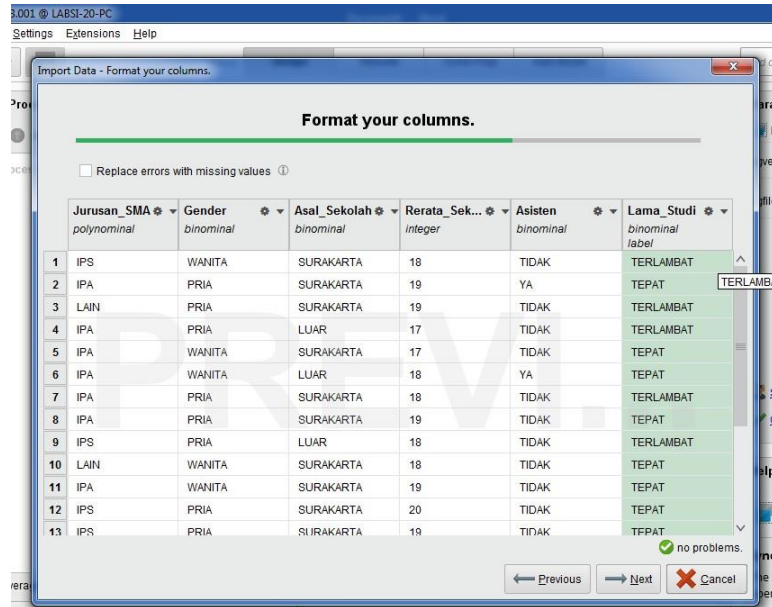 3.001 @ LABSI-20-PC
Settings Extensions Help
Import Data - Format your columns.
Format your columns.
Replace errors with missing values
Jurusan_SMA Gender Asal_Sekolah Rerata_Sek... Asisten Lama_Studi
polynominal binominal binominal integer binominal binominal
label
1 IPS WANITA SURAKARTA 18 TIDAK TERLAMBAT
2 IPA PRIA SURAKARTA 19 YA TEPAT
3 LAIN PRIA SURAKARTA 19 TIDAK TERLAMBAT
4 IPA PRIA LUAR 17 TIDAK TERLAMBAT
5 IPA WANITA SURAKARTA 17 TIDAK TEPAT
6 IPA WANITA LUAR 18 YA TEPAT
7 IPA PRIA SURAKARTA 18 TIDAK TERLAMBAT
8 IPA PRIA SURAKARTA 19 TIDAK TEPAT
9 IPS PRIA LUAR 18 TIDAK TERLAMBAT
10 LAIN WANITA SURAKARTA 18 TIDAK TEPAT
11 IPA WANITA SURAKARTA 19 TIDAK TEPAT
12 IPS PRIA SURAKARTA 20 TIDAK TEPAT
13 IPS PRIA SURAKARTA 19 TIDAK TEPAT
TERLAMBA
PREVI...
no problems.
Previous Next Cancel